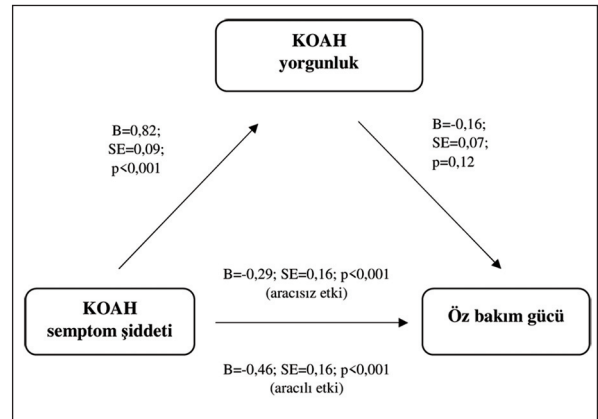 KOAH
yorgunluk
B=0,82;
SE=0,09;
p<0,001
B=-0,16;
SE=0,07;
p=0,12
B=-0,29; SE=0,16; p<0,001
(aracısız etki)
KOAH
semptom şiddeti
Öz bakım gücü
B=-0,46; SE=0,16; p<0,001
(aracılı etki)